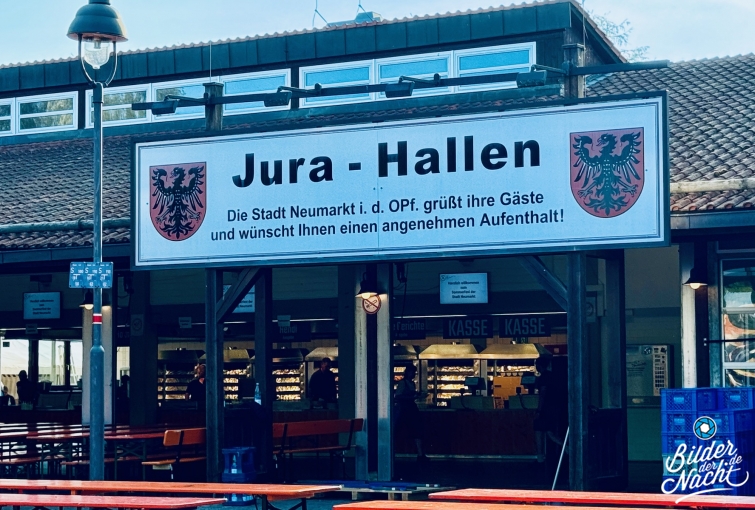 Jura - Hallen
Die Stadt Neumarkt i. d. OPf. grüßt ihre Gäste
und wünscht Ihnen einen angenehmen Aufenthalt!
KASSE
KASSE
Bilder
der
.de
Nacht